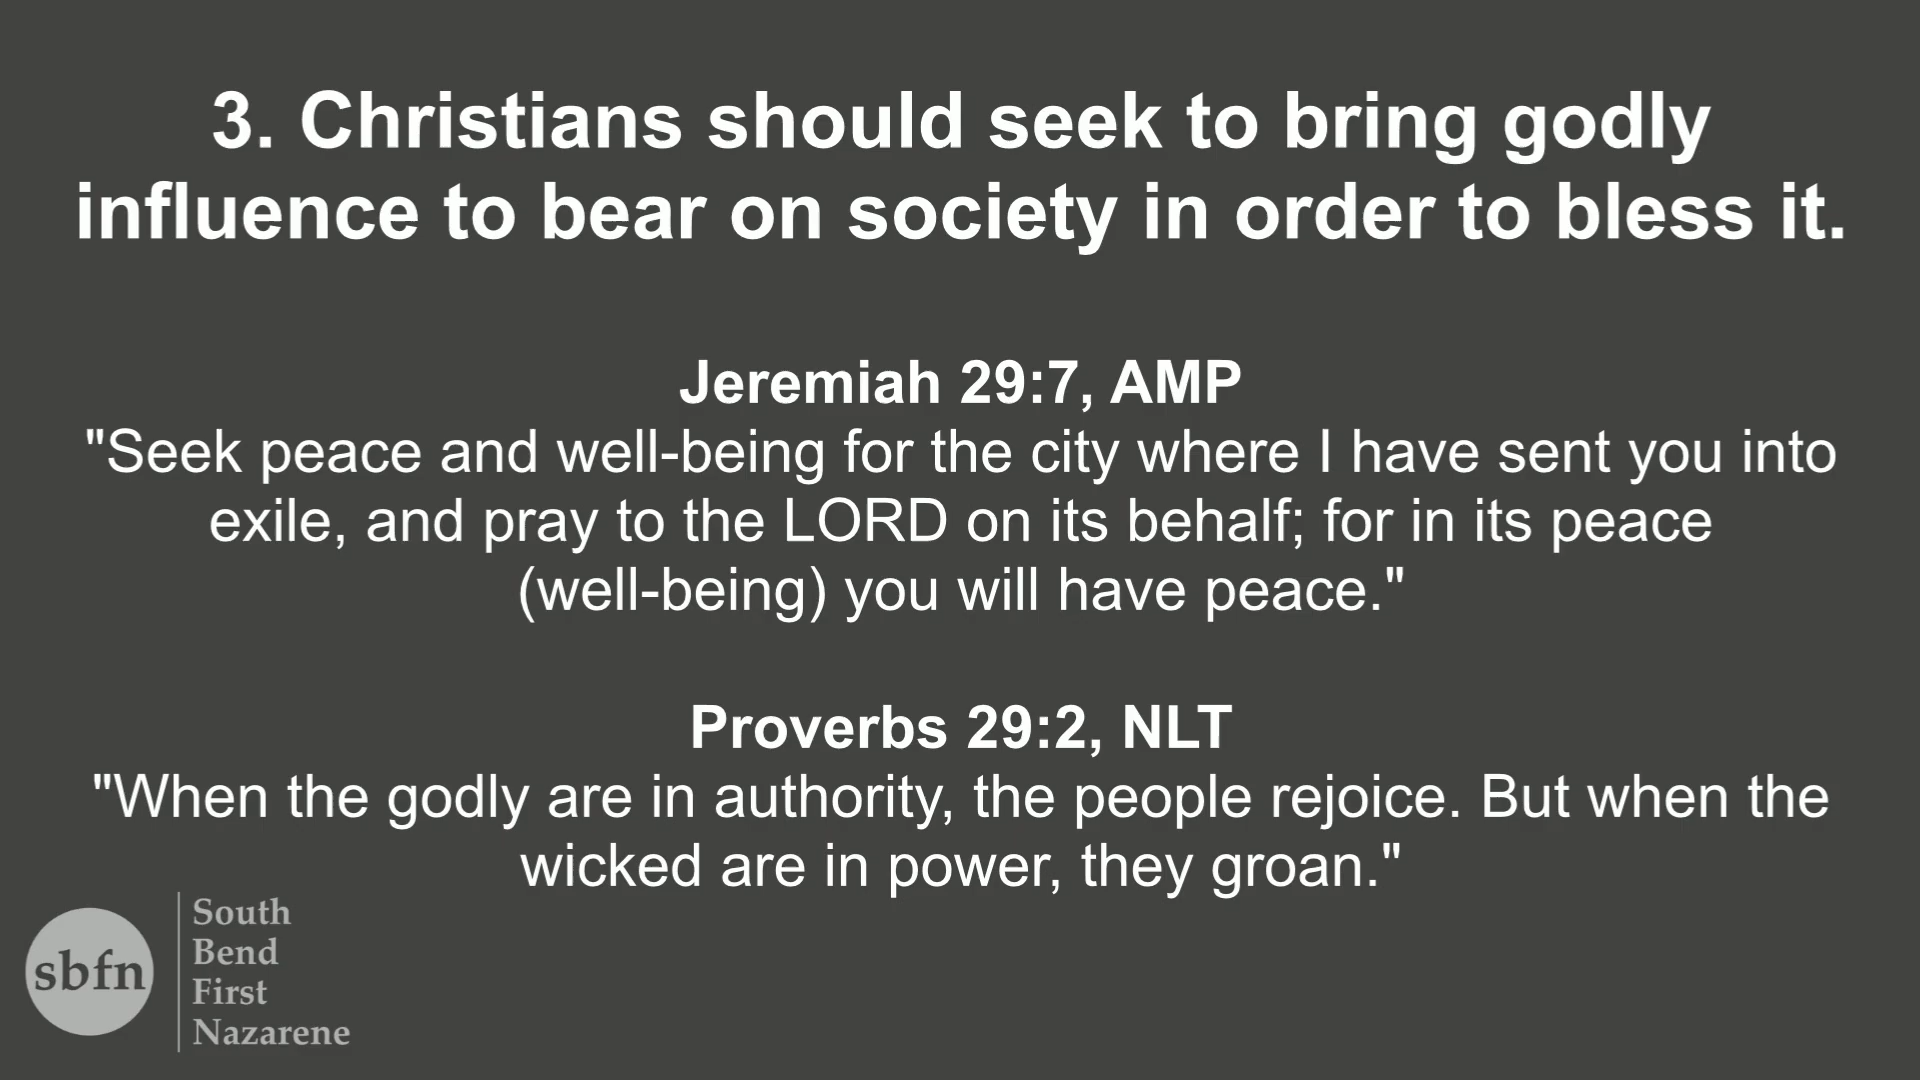 3. Christians should seek to bring godly
influence to bear on society in order to bless it.
Jeremiah 29:7, AMP
"Seek peace and well-being for the city where I have sent you into
exile, and pray to the LORD on its behalf; for in its peace
(well-being) you will have peace."
Proverbs 29:2, NLT
"When the godly are in authority, the people rejoice. But when the
wicked are in power, they groan."
sbfn
South
Bend
First
Nazarene